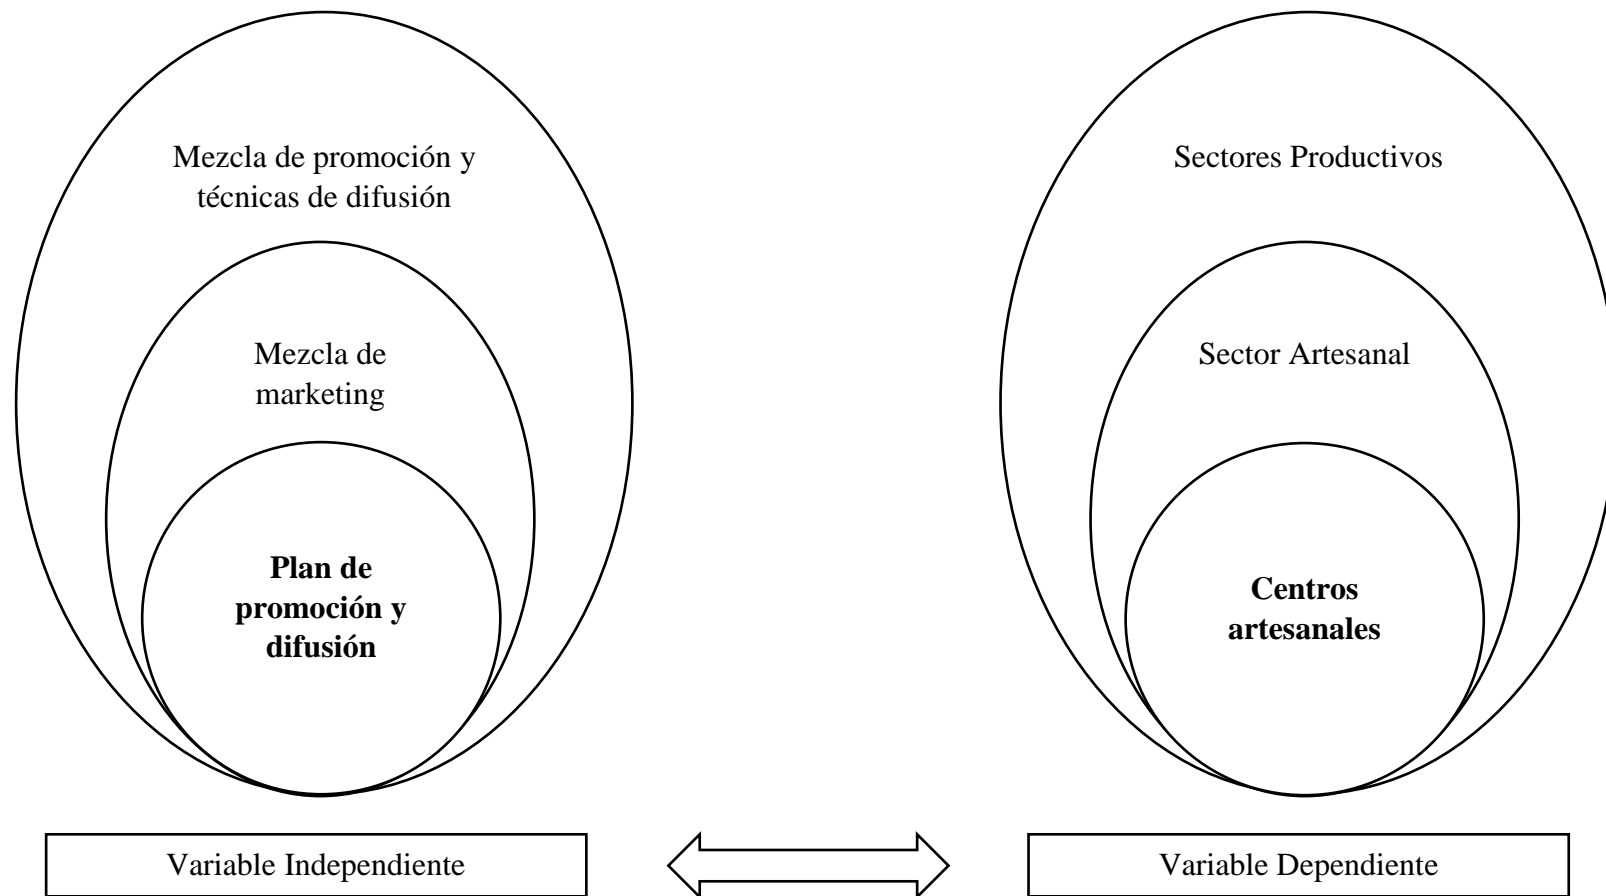 Mezcla de promoción y
técnicas de difusión
Mezcla de
marketing
Plan de
promoción y
difusión
Variable Independiente
Sectores Productivos
Sector Artesanal
Centros
artesanales
Variable Dependiente